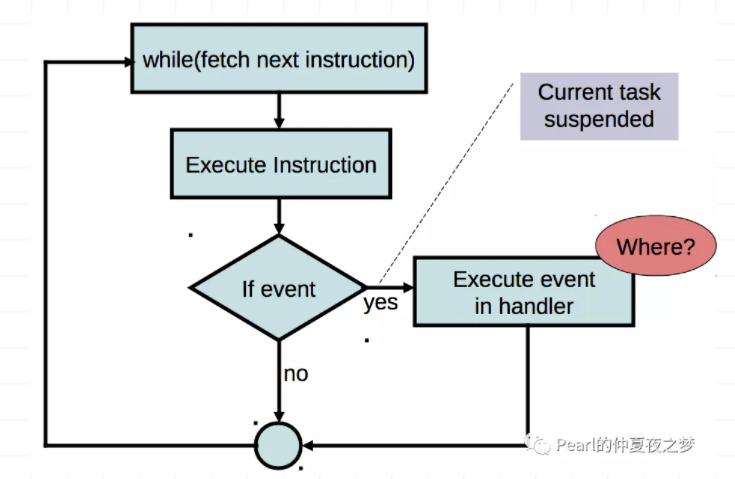 while(fetch next instruction)
Current task
suspended
Execute Instruction
Where?
If event
yes
Execute event
in handler
no
Pearl的仲夏夜之梦